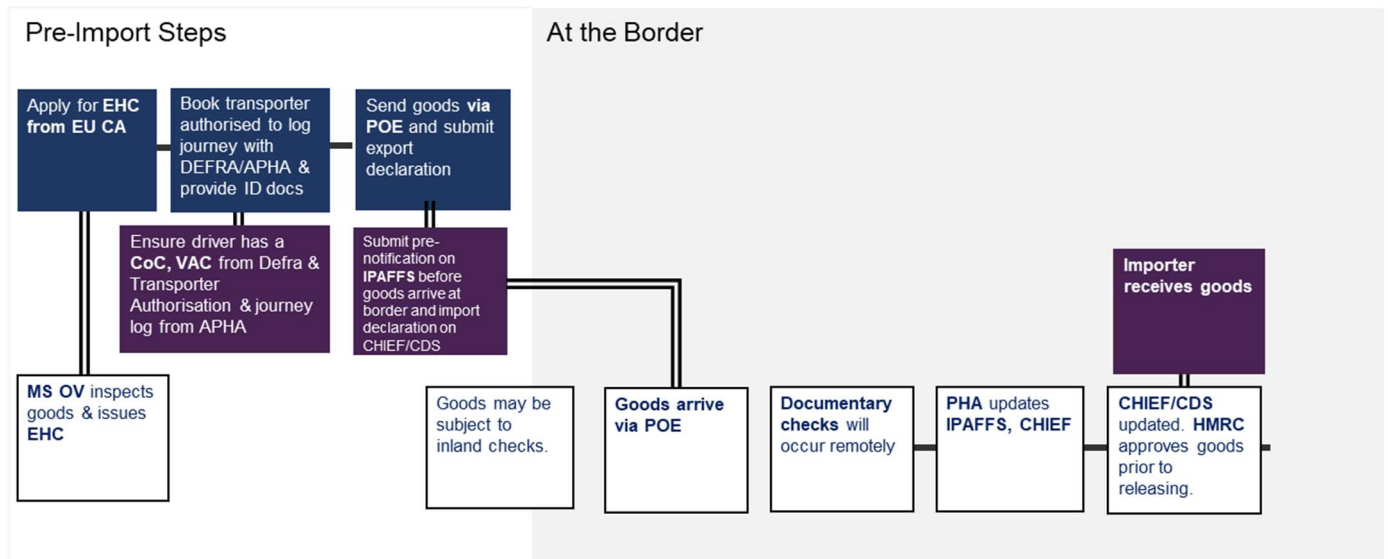 Pre-Import Steps
At the Border
Apply for EHC
from EU CA
Book transporter
authorised to log
journey with
DEFRA/APHA &
provide ID docs
Send goods via
POE and submit
export
declaration
Ensure driver has a
CoC, VAC from Defra &
Transporter
Authorisation & journey
log from APHA
Submit pre-
notification on
IPAFFS before
goods arrive at
border and import
declaration on
CHIEF/CDS
Importer
receives goods
MS OV inspects
goods & issues
EHC
Goods may be
subject to
inland checks.
Goods arrive
via POE
Documentary
checks will
occur remotely
PHA updates
IPAFFS, CHIEF
CHIEF/CDS
updated. HMRC
approves goods
prior to
releasing.